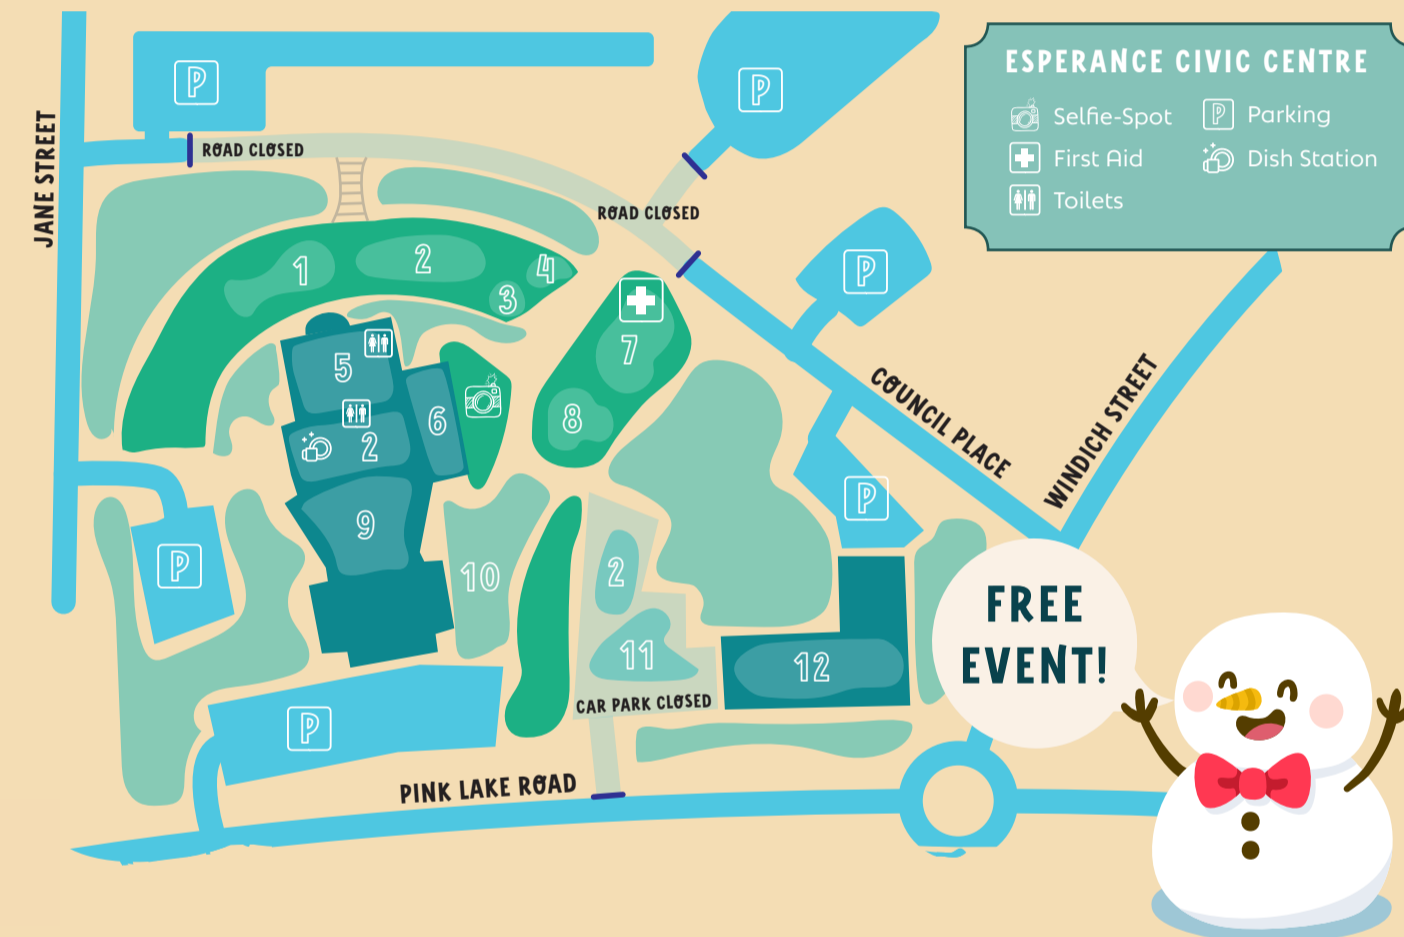 ESPERANCE CIVIC CENTRE
Selfie-Spot
Parking
First Aid
Dish Station
Toilets
P
P
JANE STREET
ROAD CLOSED
ROAD CLOSED
1
2
4
3
P
7
5
6
8
2
COUNCIL PLACE
WINDICH STREET
P
9
P
10
2
11
12
FREE
EVENT!
CAR PARK CLOSED
P
PINK LAKE ROAD